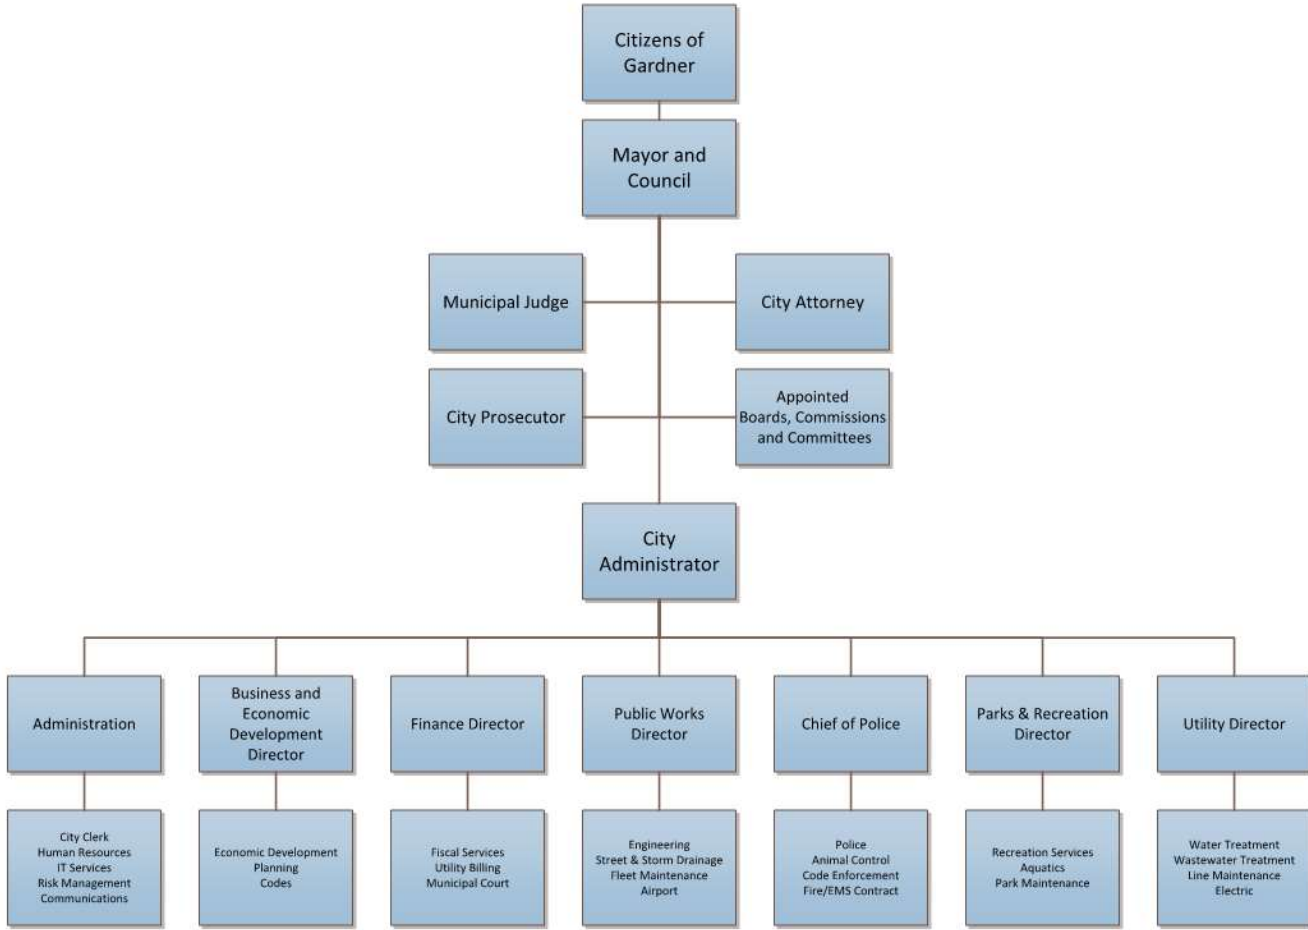 Citizens of
Gardner
Mayor and
Council
Municipal Judge
City Attorney
City Prosecutor
Appointed
Boards, Commissions
and Committees
City
Administrator
Administration
Business and
Economic
Development
Director
Finance Director
Public Works
Director
Chief of Police
Parks & Recreation
Director
Utility Director
City Clerk
Human Resources
IT Services
Risk Management
Communications
Economic Development
Planning
Codes
Fiscal Services
Utility Billing
Municipal Court
Engineering
Street & Storm Drainage
Fleet Maintenance
Airport
Police
Animal Control
Code Enforcement
Fire/EMS Contract
Recreation Services
Aquatics
Park Maintenance
Water Treatment
Wastewater Treatment
Line Maintenance
Electric